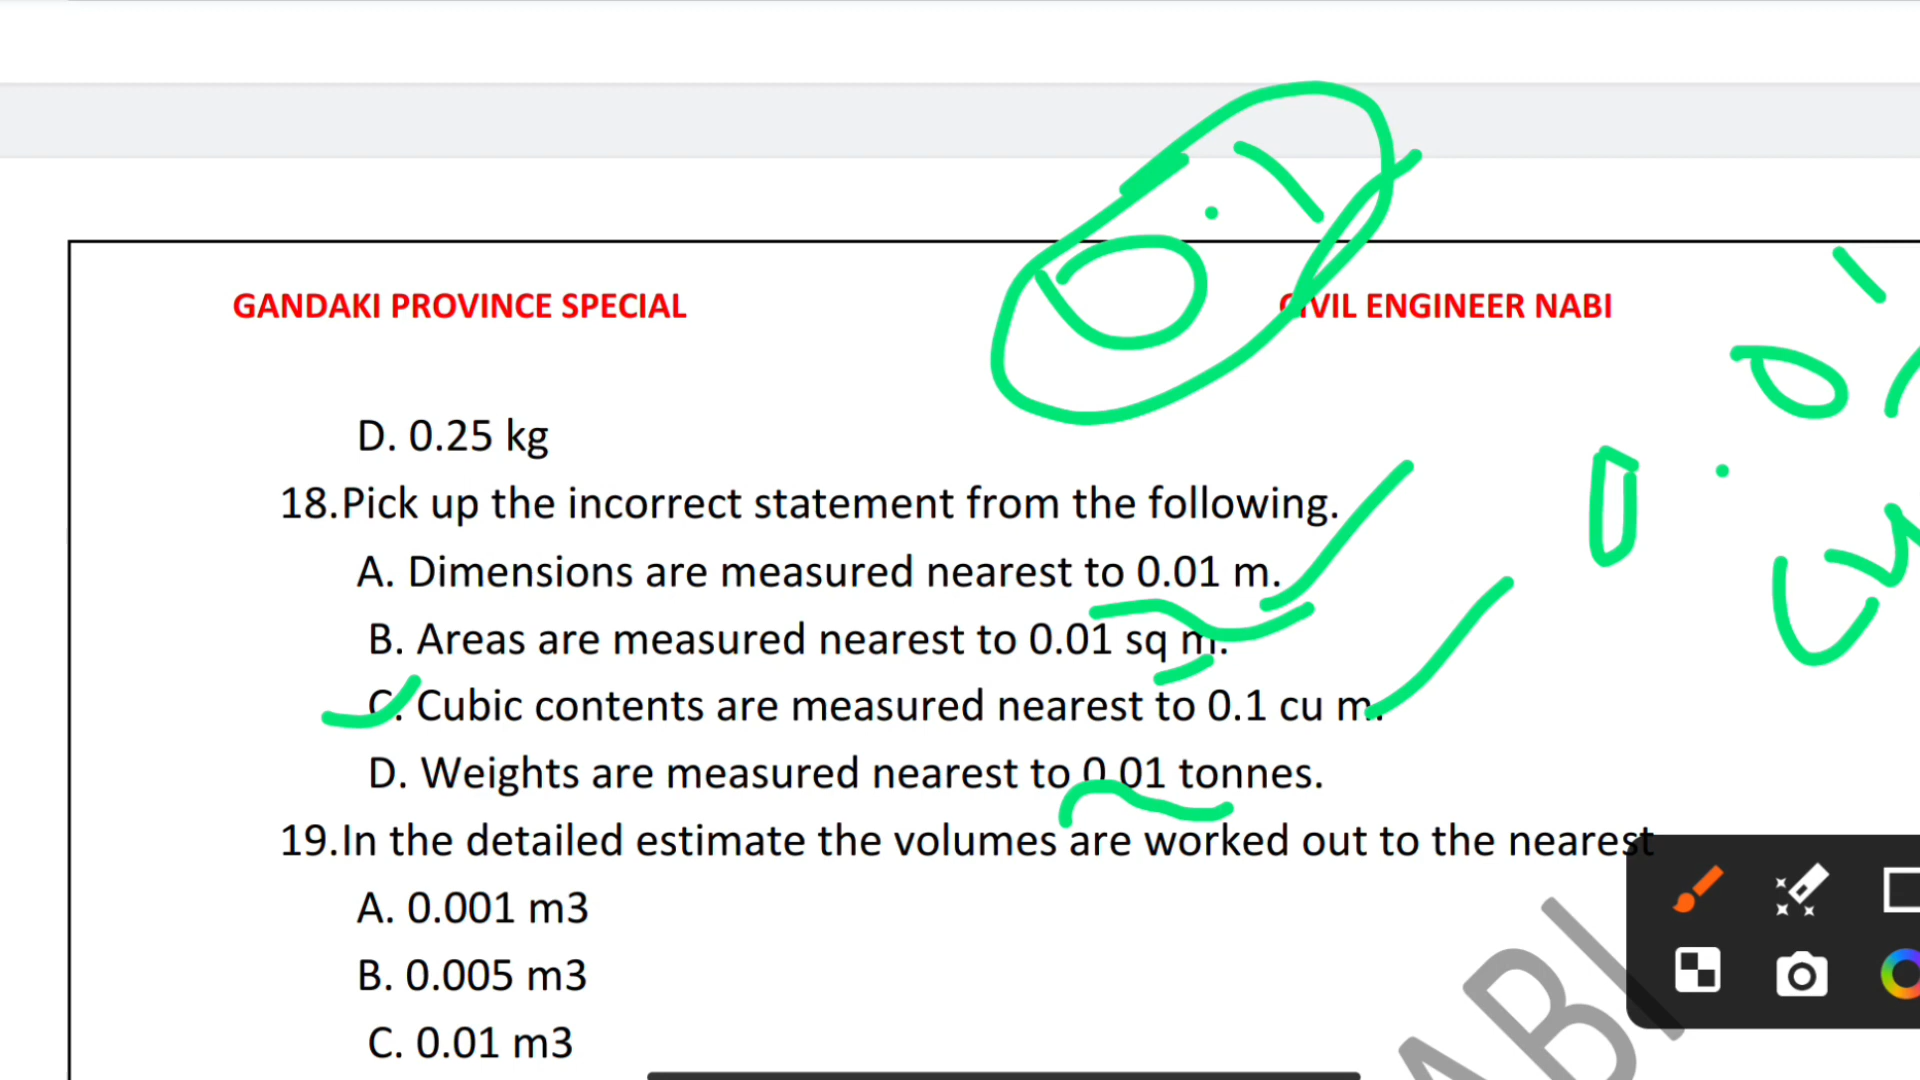 GANDAKI PROVINCE SPECIAL CIVIL ENGINEER NABI
D. 0.25 kg
18.Pick up the incorrect statement from the following.
A. Dimensions are measured nearest to 0.01 m.
B. Areas are measured nearest to 0.01 sq m.
C. Cubic contents are measured nearest to 0.1 cu m.
D. Weights are measured nearest to 0.01 tonnes.
19.In the detailed estimate the volumes are worked out to the nearest
A. 0.001 m3
B. 0.005 m3
C. 0.01 m3